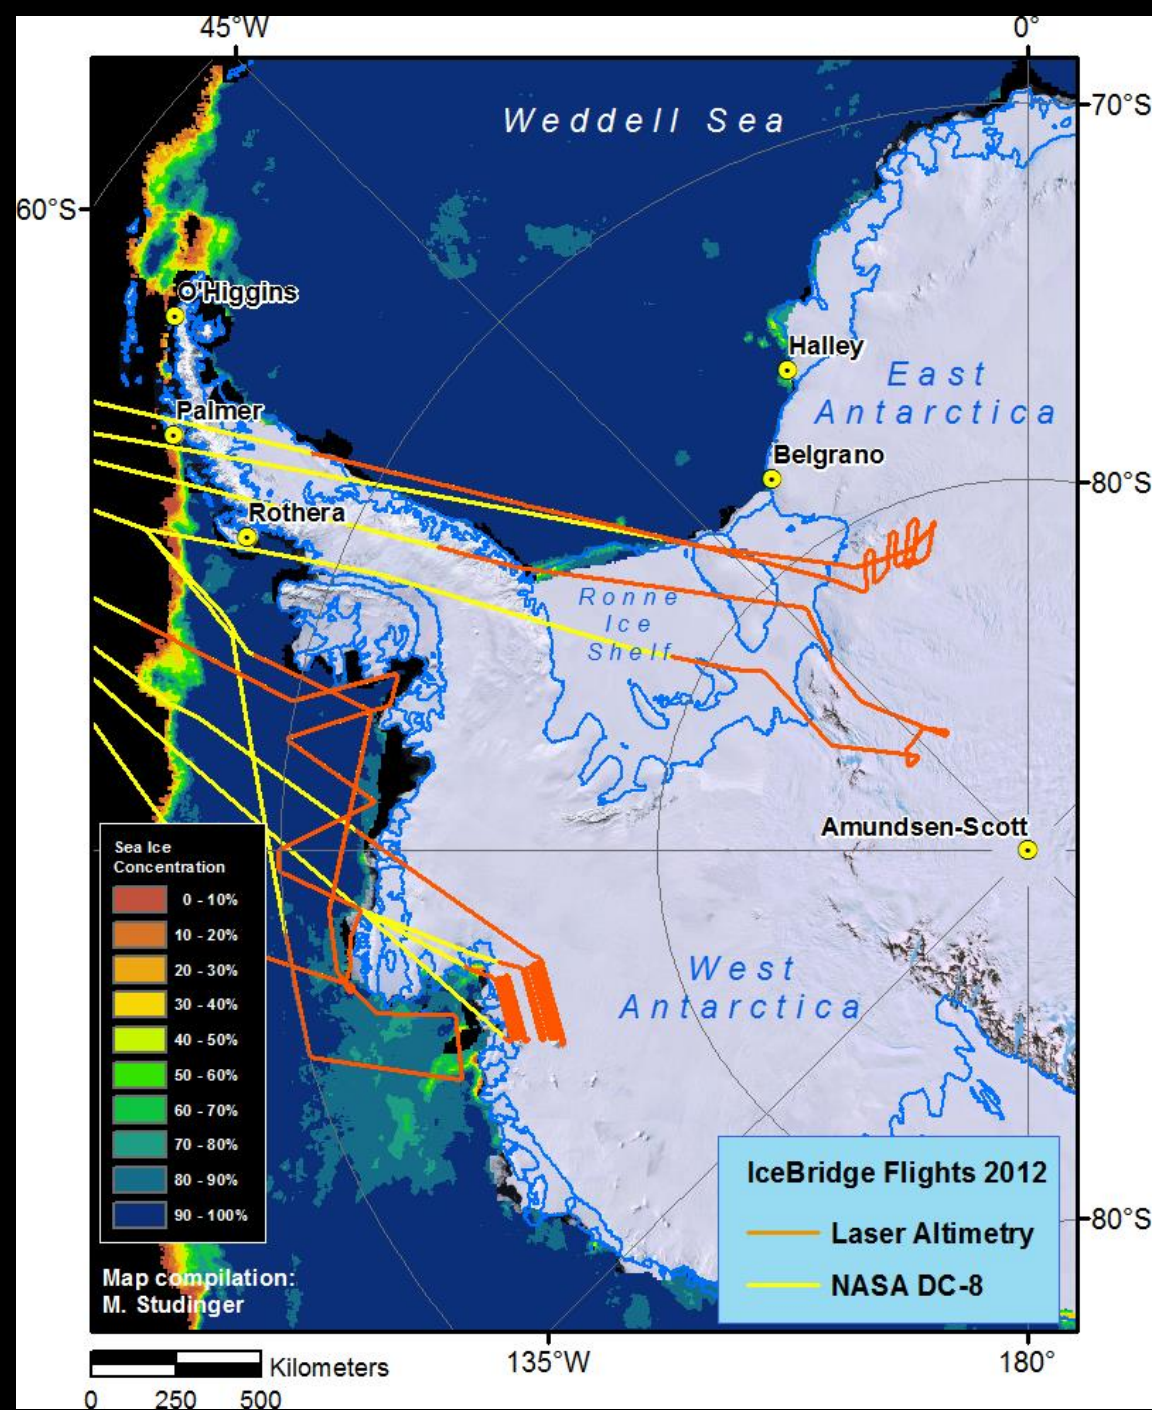 45°W
0°
Weddell Sea
70°S
60°S
O'Higgins
Halley
East
Antarctica
Palmer
Belgrano
80°S
Rothera
Ronne
Ice
Shelf
Amundsen-Scott
Sea Ice
Concentration
0 - 10%
10 - 20%
20 - 30%
30 - 40%
40 - 50%
50 - 60%
60 - 70%
70 - 80%
80 - 90%
90 - 100%
West
Antarctica
IceBridge Flights 2012
Laser Altimetry
NASA DC-8
80°S
Map compilation:
M. Studinger
135°W
180°
Kilometers
0 250 500